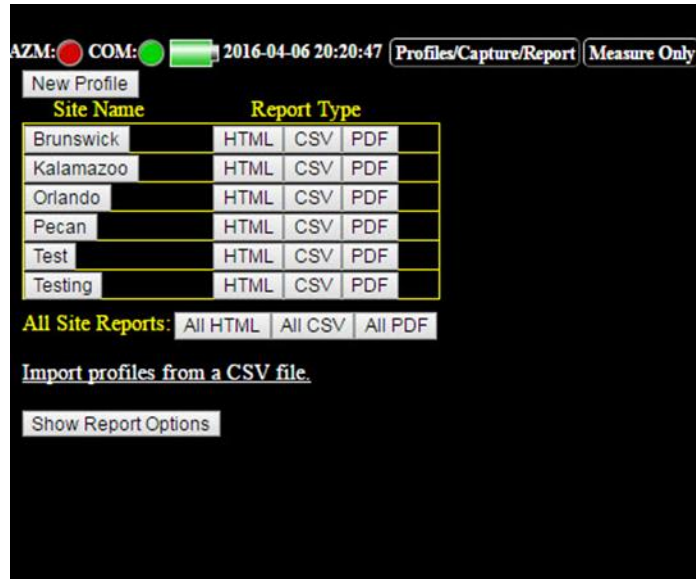 AZM: COM: 2016-04-06 20:20:47 Profiles/Capture/Report Measure Only
New Profile
Site Name Report Type
Brunswick HTML CSV PDF
Kalamazoo HTML CSV PDF
Orlando HTML CSV PDF
Pecan HTML CSV PDF
Test HTML CSV PDF
Testing HTML CSV PDF
All Site Reports: All HTML All CSV All PDF
Import profiles from a CSV file.
Show Report Options